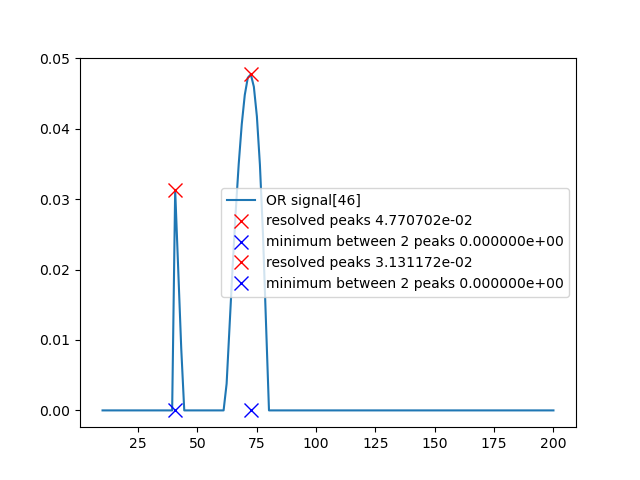 0.05
0.04
0.03
0.02
0.01
0.00
OR signal[46]
resolved peaks 4.770702e-02
minimum between 2 peaks 0.000000e+00
resolved peaks 3.131172e-02
minimum between 2 peaks 0.000000e+00
25 50 75 100 125 150 175 200